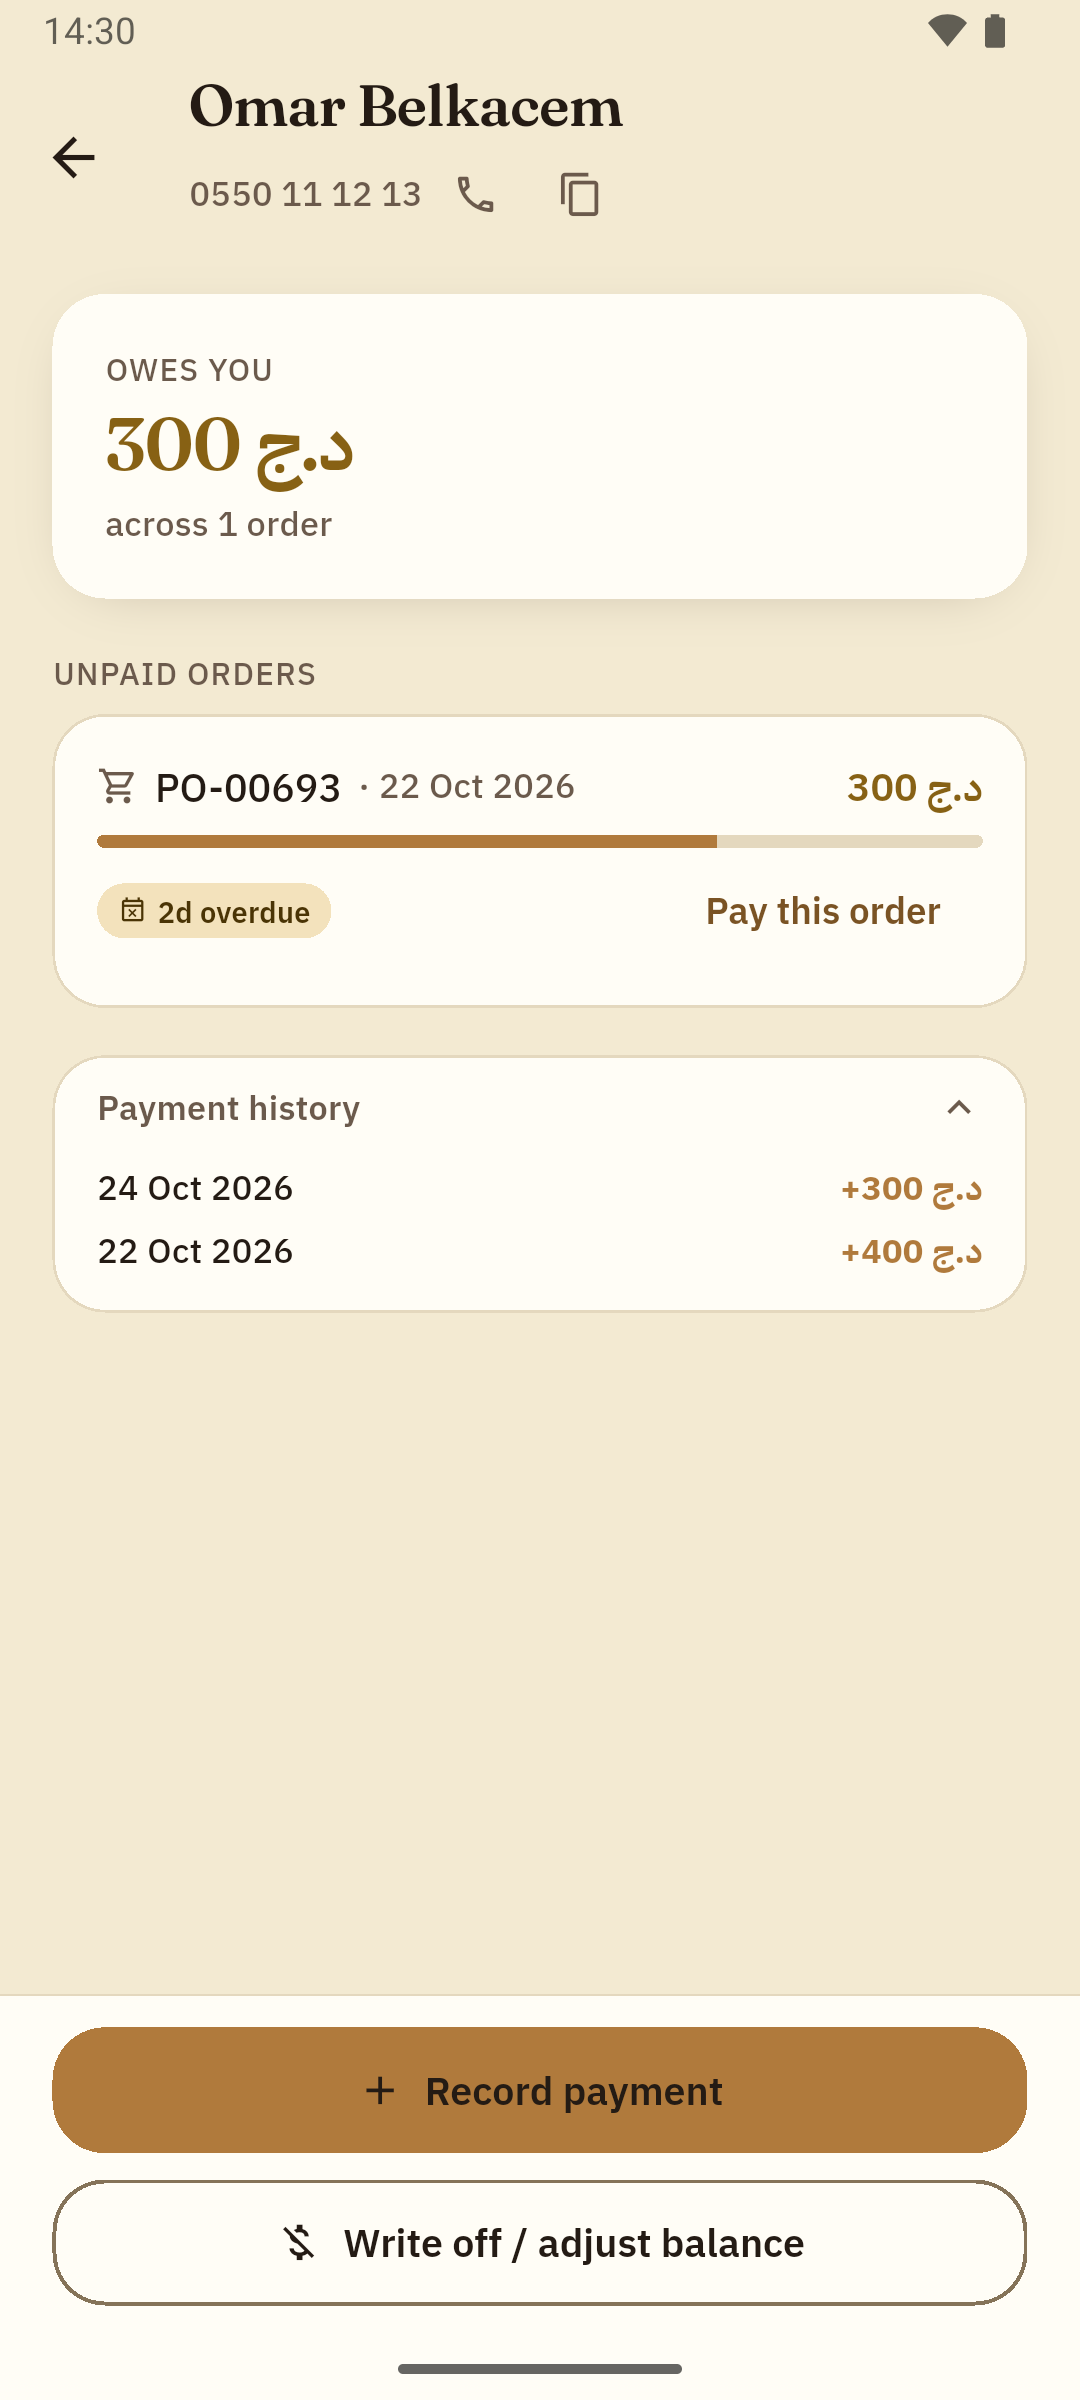 14:30
Omar Belkacem
0550 11 12 13
OWES YOU
300 د.ج
across 1 order
UNPAID ORDERS
PO-00693 · 22 Oct 2026 300 د.ج
2d overdue Pay this order
Payment history
24 Oct 2026 +300 د.ج
22 Oct 2026 +400 د.ج
Record payment
Write off / adjust balance